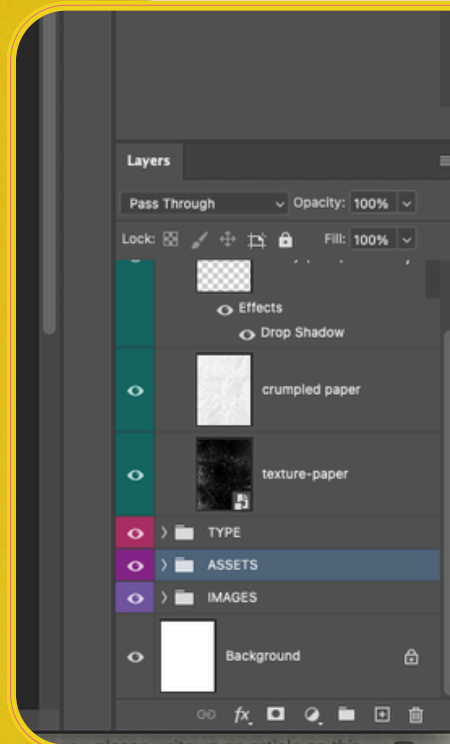 Layers
Pass Through Opacity: 100%
Lock: Fill: 100%
Effects
Drop Shadow
crumpled paper
texture-paper
TYPE
ASSETS
IMAGES
Background
fx